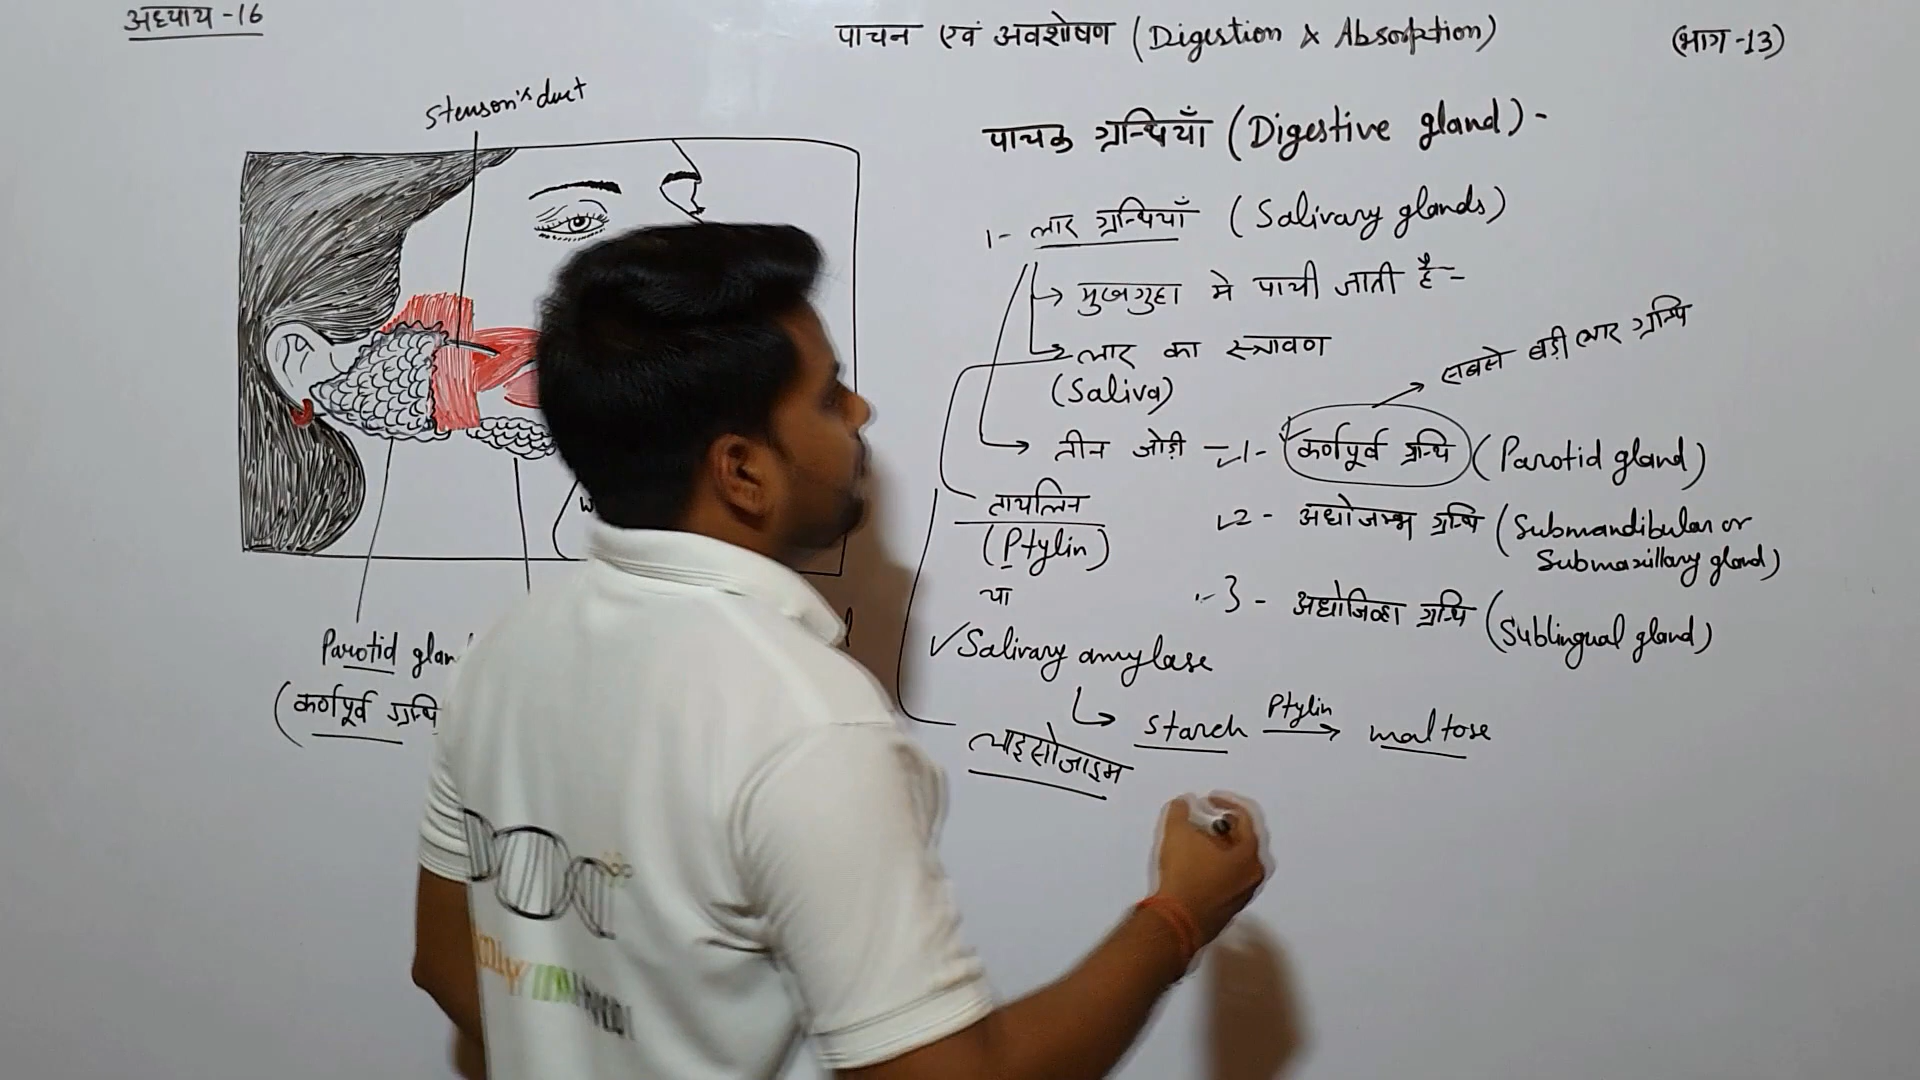 अध्याय -16
पाचन एवं अवशोषण (Digestion & Absorption)
(भाग -13)
Stenson's duct
पाचक ग्रन्थियाँ (Digestive gland) -
1- लार ग्रन्थियाँ (Salivary glands)
→ मुखगुहा मे पायी जाती है -
→ लार का स्त्रावण
(Saliva)
सबसे बड़ी लार ग्रन्थि
→ तीन जोड़ी - 1- कर्णपूर्व ग्रन्थि (Parotid gland)
2 - अधोजम्भ ग्रन्थि (Submandibular or
Submaxillary gland)
3 - अधोजिव्हा ग्रन्थि (Sublingual gland)
टायलिन
(Ptylin)
या
✓ Salivary amylase
→ starch Ptylin → maltose
लाइसोजाइम
Parotid glan
(कर्णपूर्व ग्रन्थि